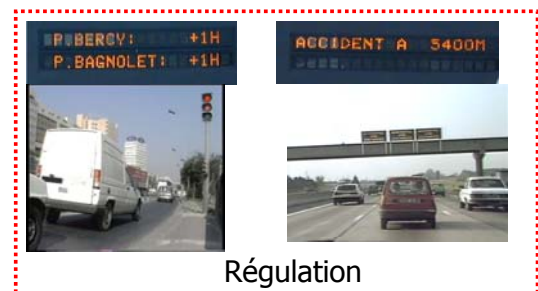 P.BERCY: +1H
P.BAGNOLET: +1H
ACCIDENT A 5400M
Régulation